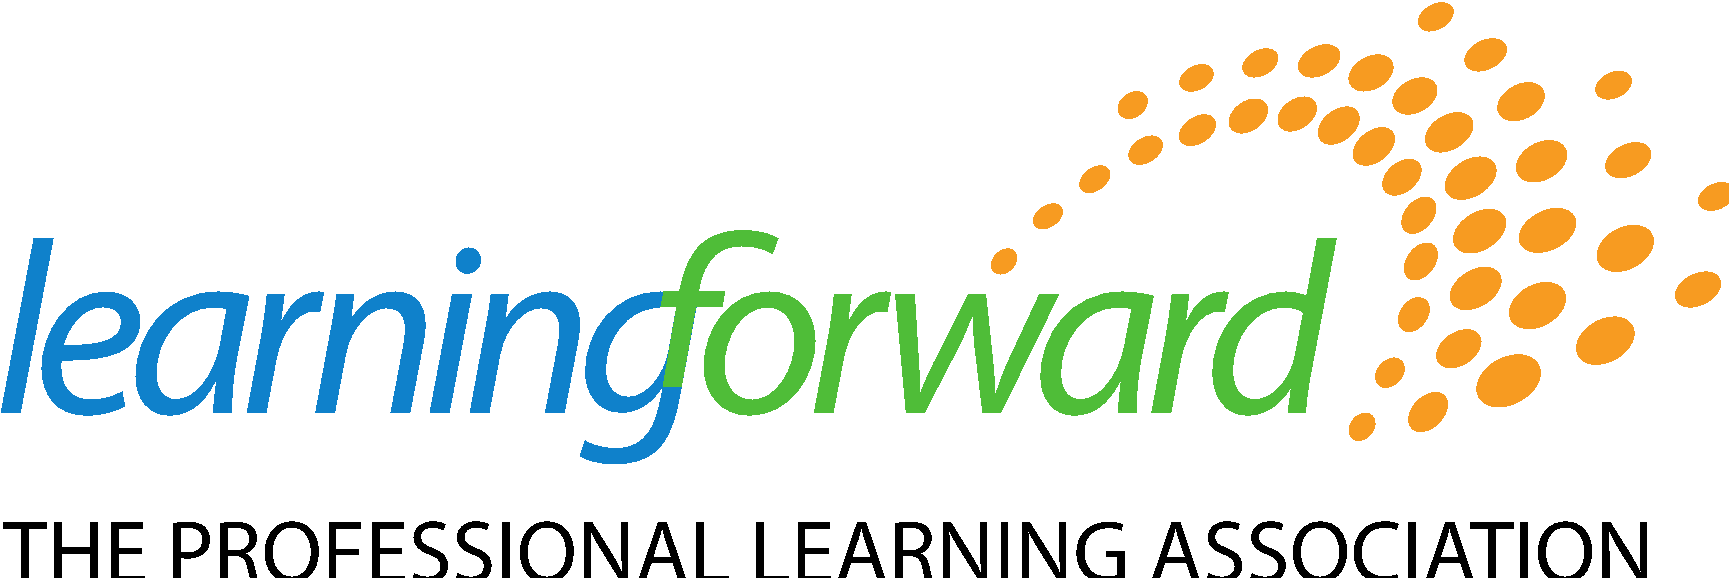 learningforward
THE PROFESSIONAL LEARNING ASSOCIATION